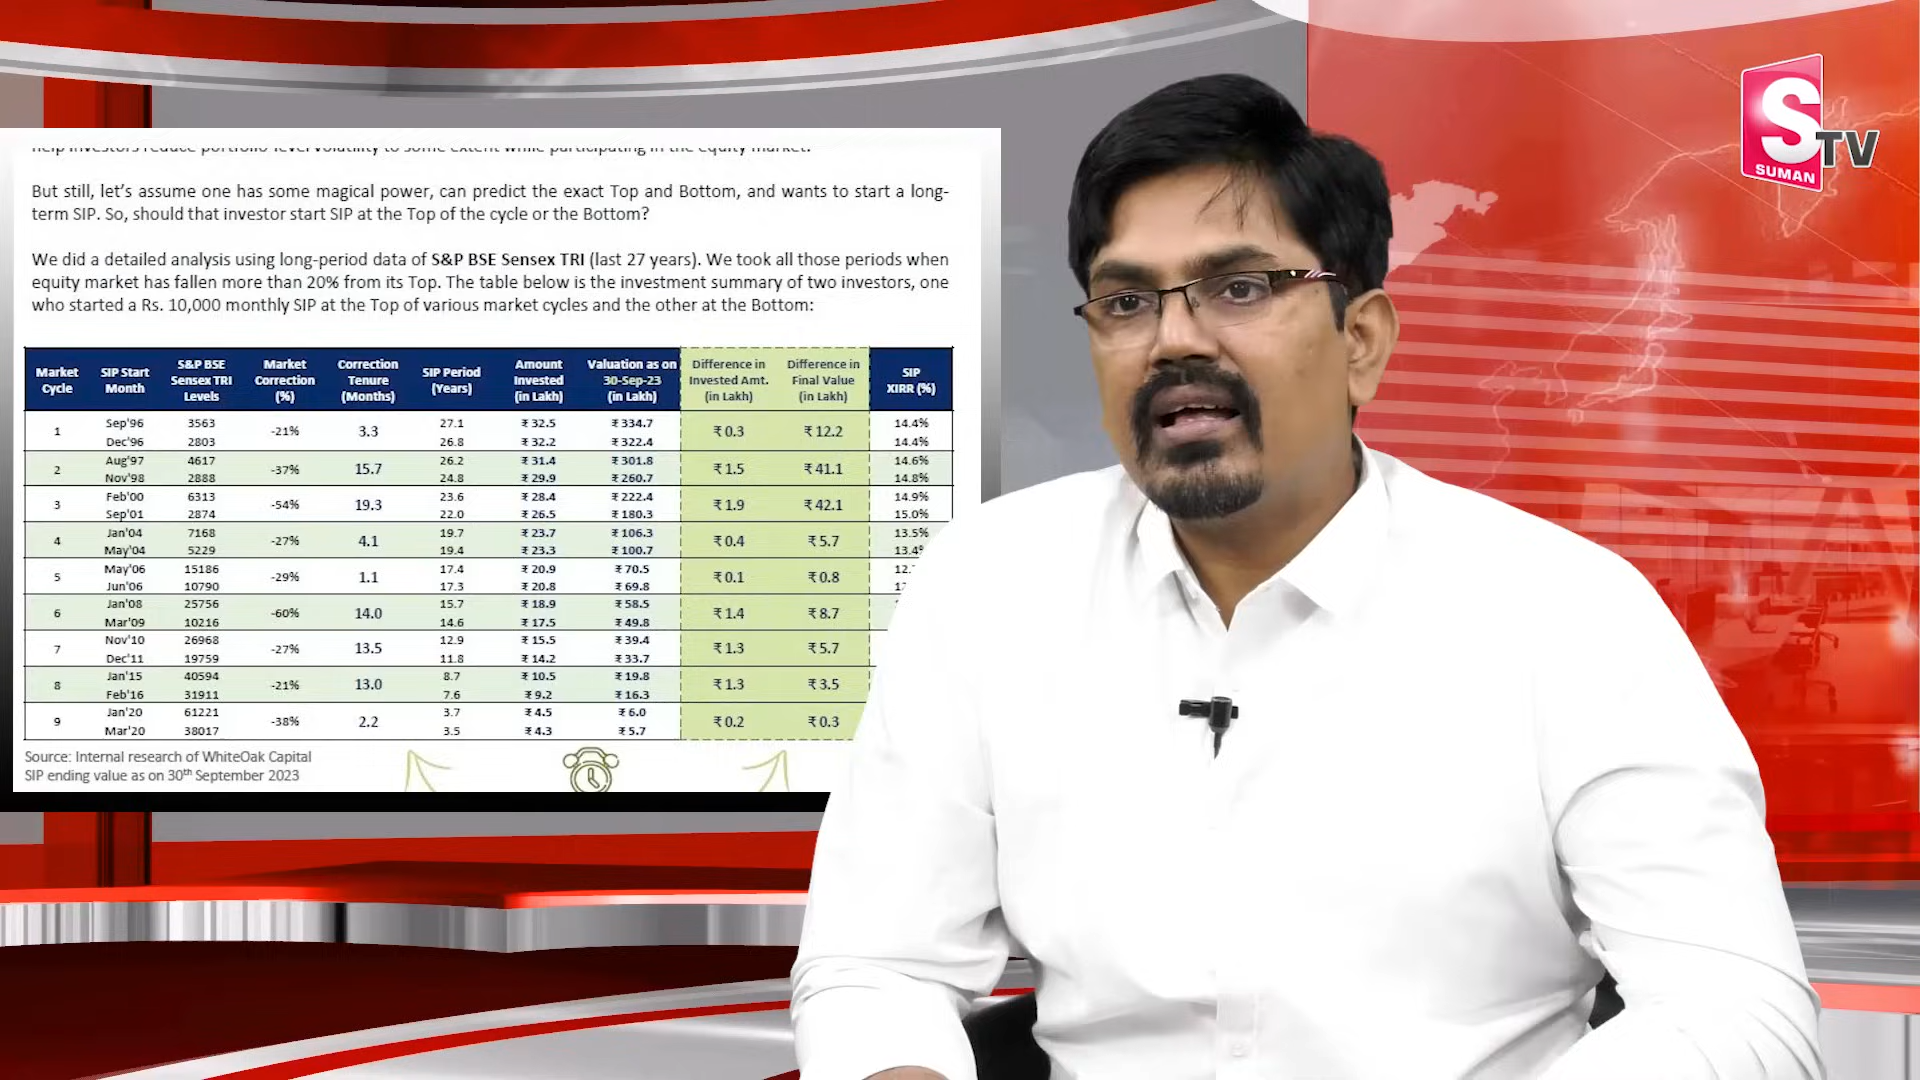 help investors reduce portfolio level volatility to some extent while participating in the equity market.
But still, let's assume one has some magical power, can predict the exact Top and Bottom, and wants to start a long-
term SIP. So, should that investor start SIP at the Top of the cycle or the Bottom?
We did a detailed analysis using long-period data of S&P BSE Sensex TRI (last 27 years). We took all those periods when
equity market has fallen more than 20% from its Top. The table below is the investment summary of two investors, one
who started a Rs. 10,000 monthly SIP at the Top of various market cycles and the other at the Bottom:
Market Cycle SIP Start Month S&P BSE Sensex TRI Levels Market Correction (%) Correction Tenure (Months) SIP Period (Years) Amount Invested (in Lakh) Valuation as on 30-Sep-23 (in Lakh) Difference in Invested Amt. (in Lakh) Difference in Final Value (in Lakh) SIP XIRR (%)
1 Sep'96 3563 -21% 3.3 27.1 ₹ 32.5 ₹ 334.7 ₹ 0.3 ₹ 12.2 14.4%
Dec'96 2803 26.8 ₹ 32.2 ₹ 322.4 14.4%
2 Aug'97 4617 -37% 15.7 26.2 ₹ 31.4 ₹ 301.8 ₹ 1.5 ₹ 41.1 14.6%
Nov'98 2888 24.8 ₹ 29.9 ₹ 260.7 14.8%
3 Feb'00 6313 -54% 19.3 23.6 ₹ 28.4 ₹ 222.4 ₹ 1.9 ₹ 42.1 14.9%
Sep'01 2874 22.0 ₹ 26.5 ₹ 180.3 15.0%
4 Jan'04 7168 -27% 4.1 19.7 ₹ 23.7 ₹ 106.3 ₹ 0.4 ₹ 5.7 13.5%
May'04 5229 19.4 ₹ 23.3 ₹ 100.7 13.4
5 May'06 15186 -29% 1.1 17.4 ₹ 20.9 ₹ 70.5 ₹ 0.1 ₹ 0.8 12.
Jun'06 10790 17.3 ₹ 20.8 ₹ 69.8
6 Jan'08 25756 -60% 14.0 15.7 ₹ 18.9 ₹ 58.5 ₹ 1.4 ₹ 8.7
Mar'09 10216 14.6 ₹ 17.5 ₹ 49.8
7 Nov'10 26968 -27% 13.5 12.9 ₹ 15.5 ₹ 39.4 ₹ 1.3 ₹ 5.7
Dec'11 19759 11.8 ₹ 14.2 ₹ 33.7
8 Jan'15 40594 -21% 13.0 8.7 ₹ 10.5 ₹ 19.8 ₹ 1.3 ₹ 3.5
Feb'16 31911 7.6 ₹ 9.2 ₹ 16.3
9 Jan'20 61221 -38% 2.2 3.7 ₹ 4.5 ₹ 6.0 ₹ 0.2 ₹ 0.3
Mar'20 38017 3.5 ₹ 4.3 ₹ 5.7
Source: Internal research of WhiteOak Capital
SIP ending value as on 30th September 2023
S TV
SUMAN